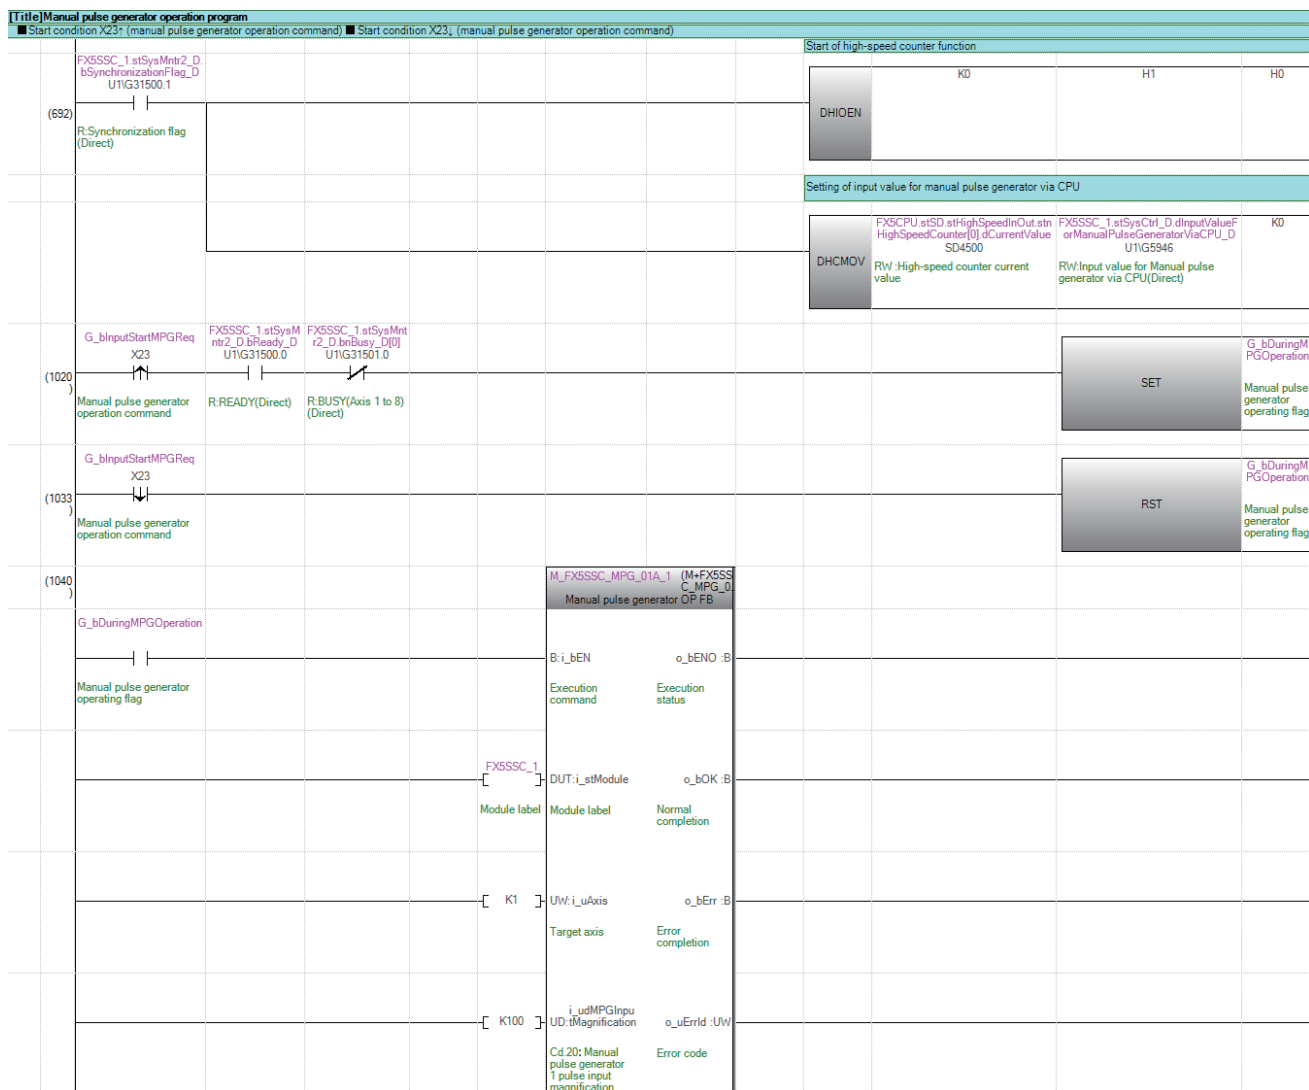 [Title]Manual pulse generator operation program
■ Start condition X23↑ (manual pulse generator operation command) ■ Start condition X23↓ (manual pulse generator operation command)
Start of high-speed counter function
FX5SSC_1.stSysMntr2_D.
bSynchronizationFlag_D
U1\G31500.1
(692)
R:Synchronization flag
(Direct)
DHIOEN
K0
H1
H0
Setting of input value for manual pulse generator via CPU
DHCMOV
FX5CPU.stSD.stHighSpeedInOut.stn
HighSpeedCounter[0].dCurrentValue
SD4500
RW :High-speed counter current
value
FX5SSC_1.stSysCtrl_D.dInputValueF
orManualPulseGeneratorViaCPU_D
U1\G5946
RW:Input value for Manual pulse
generator via CPU(Direct)
K0
(1020
)
G_bInputStartMPGReq
X23
Manual pulse generator
operation command
FX5SSC_1.stSysM
ntr2_D.bReady_D
U1\G31500.0
R:READY(Direct)
FX5SSC_1.stSysMnt
r2_D.bnBusy_D[0]
U1\G31501.0
R:BUSY(Axis 1 to 8)
(Direct)
SET
G_bDuringM
PGOperation
Manual pulse
generator
operating flag
(1033
)
G_bInputStartMPGReq
X23
Manual pulse generator
operation command
RST
G_bDuringM
PGOperation
Manual pulse
generator
operating flag
(1040
)
M_FX5SSC_MPG_01A_1 (M+FX5SS
C_MPG_0.
Manual pulse generator OP FB
G_bDuringMPGOperation
Manual pulse generator
operating flag
B:i_bEN
o_bENO :B
Execution
command
Execution
status
FX5SSC_1
Module label
DUT:i_stModule
o_bOK :B
Module label
Normal
completion
K1
UW:i_uAxis
o_bErr :B
Target axis
Error
completion
K100
i_udMPGInpu
UD:tMagnification
o_uErrId :UW
Cd.20: Manual
pulse generator
1 pulse input
magnification
Error code